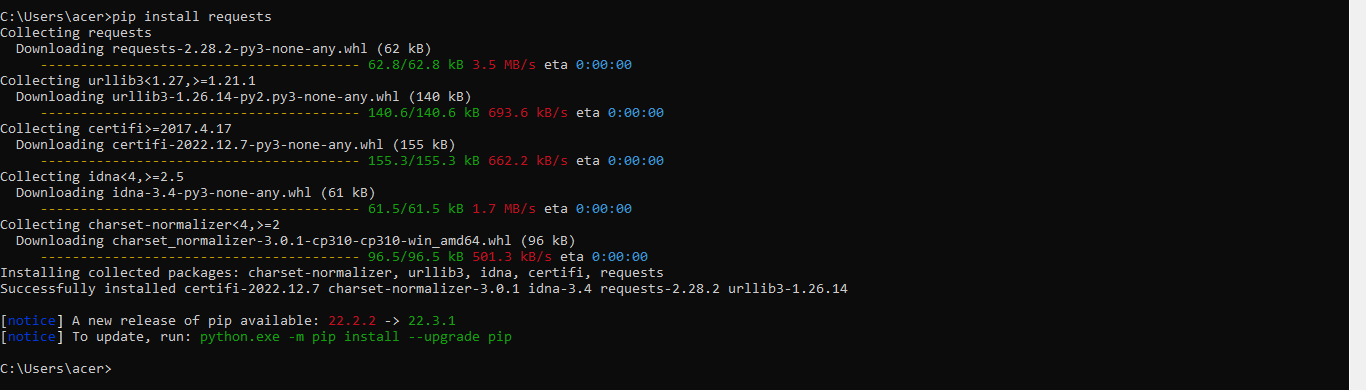 C:\Users\acer>pip install requests
Collecting requests
  Downloading requests-2.28.2-py3-none-any.whl (62 kB)
     ---------------------------------------- 62.8/62.8 kB 3.5 MB/s eta 0:00:00
Collecting urllib3<1.27,>=1.21.1
  Downloading urllib3-1.26.14-py2.py3-none-any.whl (140 kB)
     ---------------------------------------- 140.6/140.6 kB 693.6 kB/s eta 0:00:00
Collecting certifi>=2017.4.17
  Downloading certifi-2022.12.7-py3-none-any.whl (155 kB)
     ---------------------------------------- 155.3/155.3 kB 662.2 kB/s eta 0:00:00
Collecting idna<4,>=2.5
  Downloading idna-3.4-py3-none-any.whl (61 kB)
     ---------------------------------------- 61.5/61.5 kB 1.7 MB/s eta 0:00:00
Collecting charset-normalizer<4,>=2
  Downloading charset_normalizer-3.0.1-cp310-cp310-win_amd64.whl (96 kB)
     ---------------------------------------- 96.5/96.5 kB 501.3 kB/s eta 0:00:00
Installing collected packages: charset-normalizer, urllib3, idna, certifi, requests
Successfully installed certifi-2022.12.7 charset-normalizer-3.0.1 idna-3.4 requests-2.28.2 urllib3-1.26.14

[notice] A new release of pip available: 22.2.2 -> 22.3.1
[notice] To update, run: python.exe -m pip install --upgrade pip

C:\Users\acer>